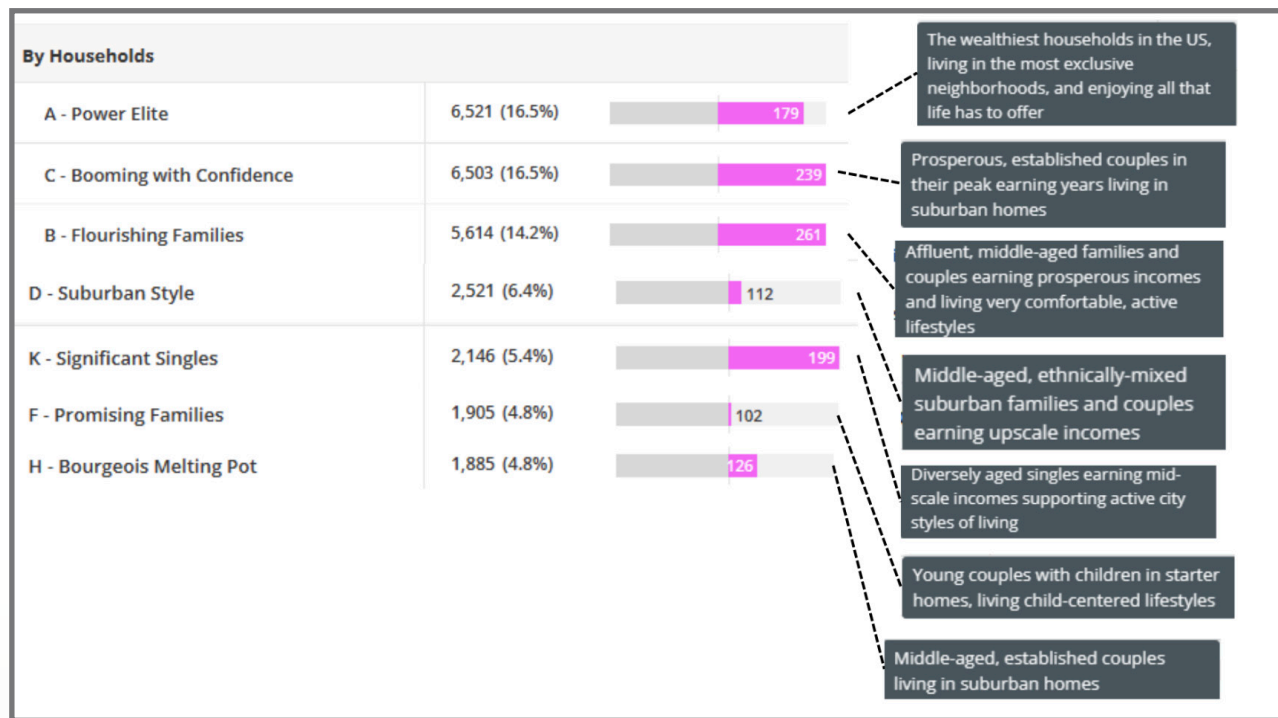 By Households
A - Power Elite 6,521 (16.5%) 179
The wealthiest households in the US,
living in the most exclusive
neighborhoods, and enjoying all that
life has to offer
C - Booming with Confidence 6,503 (16.5%) 239
Prosperous, established couples in
their peak earning years living in
suburban homes
B - Flourishing Families 5,614 (14.2%) 261
Affluent, middle-aged families and
couples earning prosperous incomes
and living very comfortable, active
lifestyles
D - Suburban Style 2,521 (6.4%) 112
Middle-aged, ethnically-mixed
suburban families and couples
earning upscale incomes
K - Significant Singles 2,146 (5.4%) 199
Diversely aged singles earning mid-
scale incomes supporting active city
styles of living
F - Promising Families 1,905 (4.8%) 102
Young couples with children in starter
homes, living child-centered lifestyles
H - Bourgeois Melting Pot 1,885 (4.8%) 126
Middle-aged, established couples
living in suburban homes